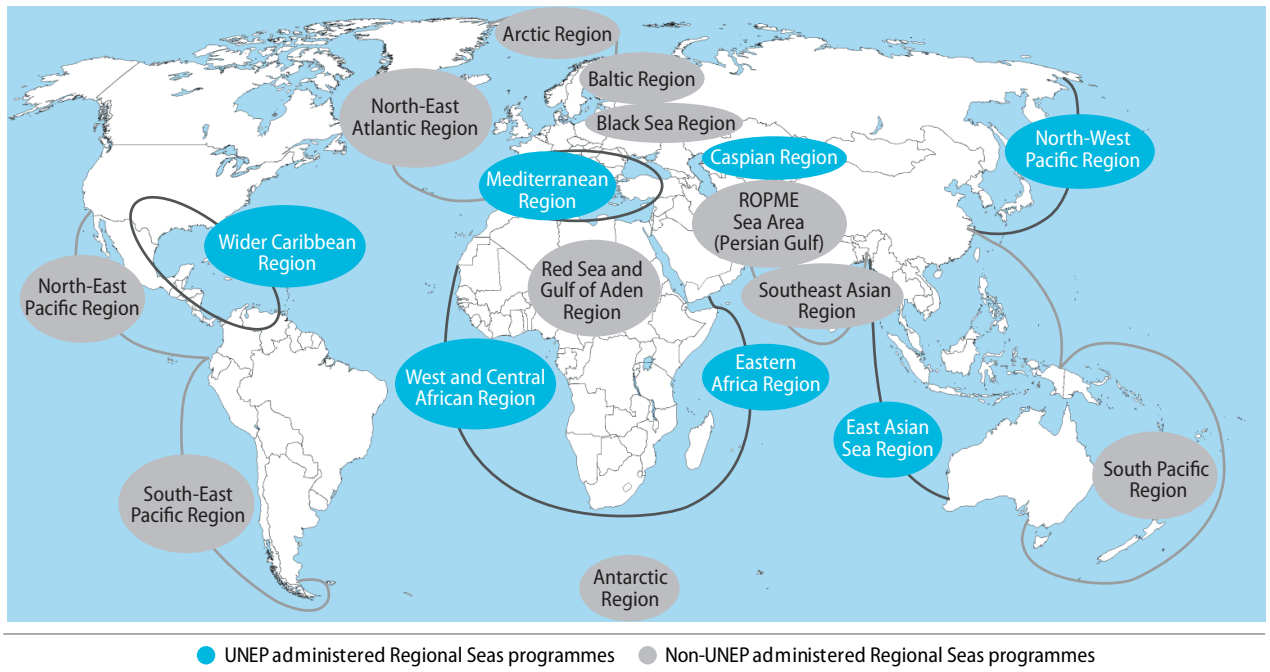 Arctic Region
Baltic Region
North-East
Atlantic Region
Black Sea Region
North-West
Pacific Region
Caspian Region
Mediterranean
Region
ROPME
Sea Area
(Persian Gulf)
Wider Caribbean
Region
Red Sea and
Gulf of Aden
Region
North-East
Pacific Region
Southeast Asian
Region
West and Central
African Region
Eastern
Africa Region
East Asian
Sea Region
South Pacific
Region
South-East
Pacific Region
Antarctic
Region
UNEP administered Regional Seas programmes
Non-UNEP administered Regional Seas programmes